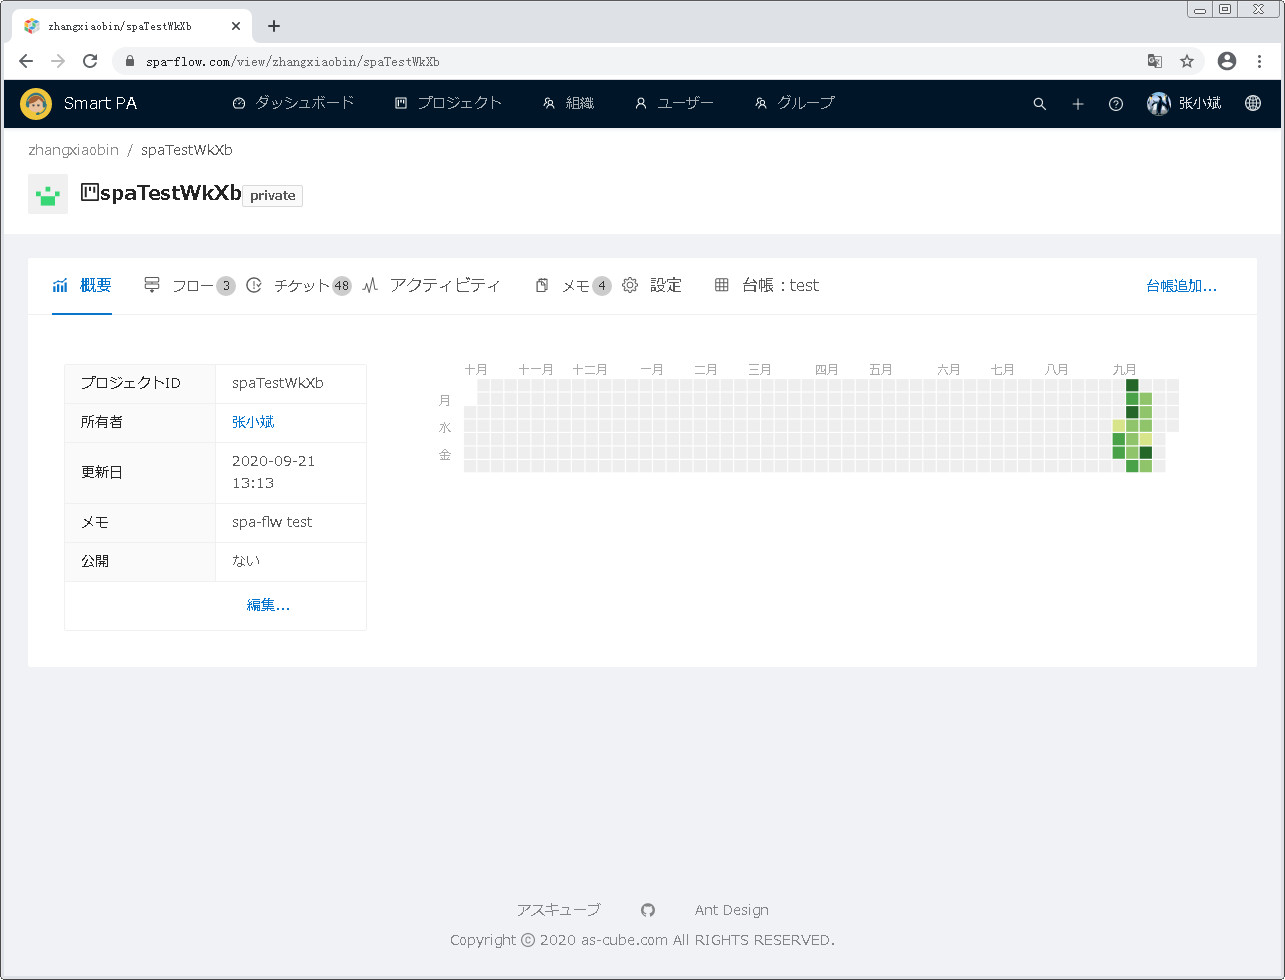 zhangxiaobin/spaTestWkXb
spa-flow.com/view/zhangxiaobin/spaTestWkXb
Smart PA ダッシュボード プロジェクト 組織 ユーザー グループ 张小斌
zhangxiaobin / spaTestWkXb
spaTestWkXb private
概要 フロー 3 チケット 48 アクティビティ メモ 4 設定 台帳：test 台帳追加...
十月 十一月 十二月 一月 二月 三月 四月 五月 六月 七月 八月 九月
月
水
金
プロジェクトID spaTestWkXb
所有者 张小斌
更新日 2020-09-21
13:13
メモ spa-flw test
公開 ない
編集...
アスキューブ Ant Design
Copyright © 2020 as-cube.com All RIGHTS RESERVED.